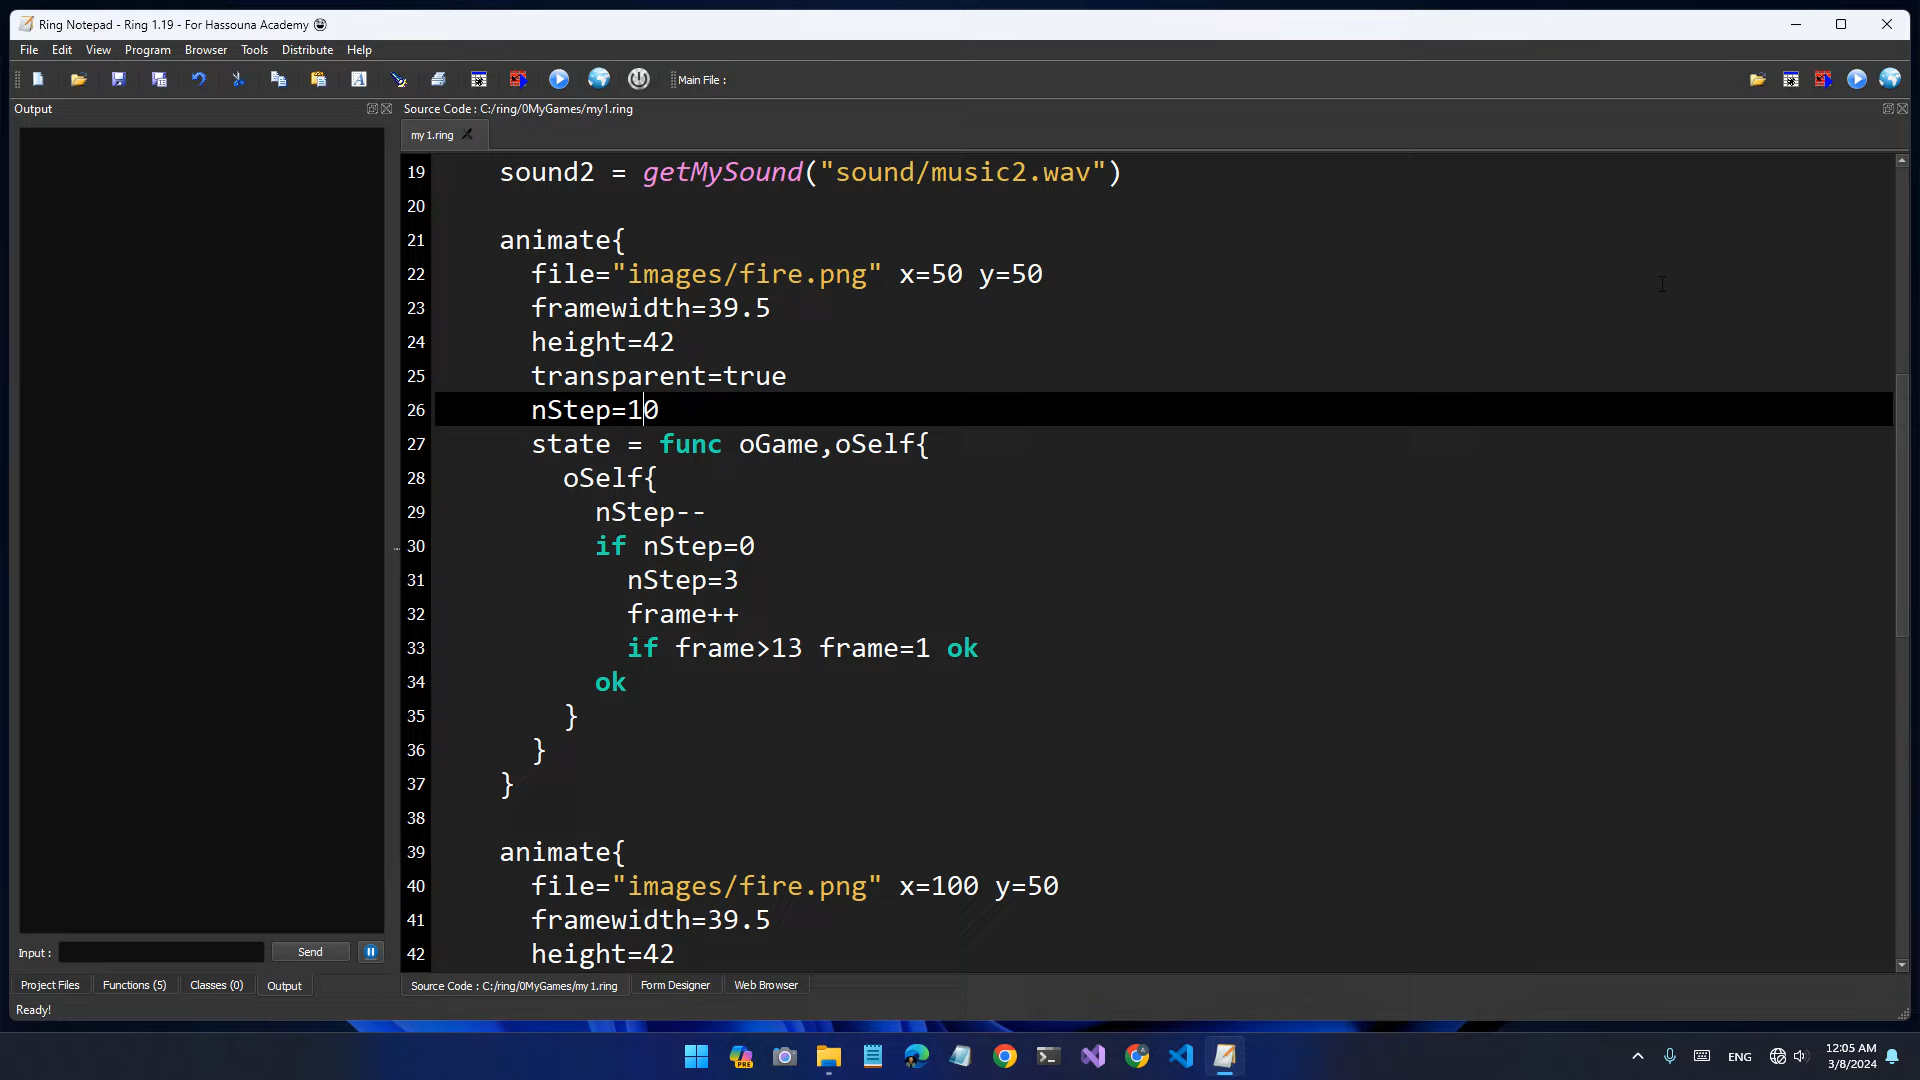 Ring Notepad - Ring 1.19 - For Hassouna Academy 😀
File Edit View Program Browser Tools Distribute Help
Main File :
Output
Source Code : C:/ring/0MyGames/my1.ring
my1.ring
19 sound2 = getMySound("sound/music2.wav")
20
21 animate{
22 file="images/fire.png" x=50 y=50
23 framewidth=39.5
24 height=42
25 transparent=true
26 nStep=10
27 state = func oGame,oSelf{
28 oSelf{
29 nStep--
30 if nStep=0
31 nStep=3
32 frame++
33 if frame>13 frame=1 ok
34 ok
35 }
36 }
37 }
38
39 animate{
40 file="images/fire.png" x=100 y=50
41 framewidth=39.5
42 height=42
Input : Send
Project Files Functions (5) Classes (0) Output
Source Code : C:/ring/0MyGames/my1.ring Form Designer Web Browser
Ready!
PRE
ENG
12:05 AM
3/8/2024